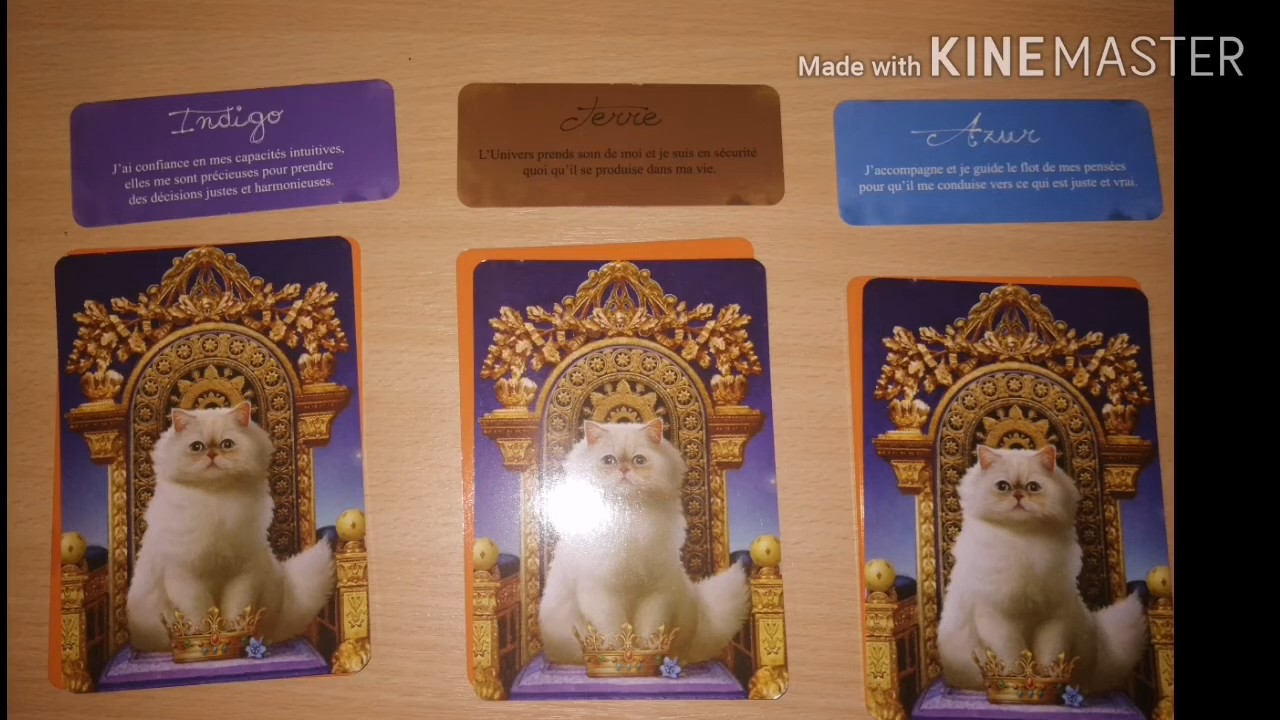 Made with KINEMASTER
Indigo
J'ai confiance en mes capacités intuitives,
elles me sont précieuses pour prendre
des décisions justes et harmonieuses.
Terre
L'Univers prends soin de moi et je suis en sécurité
quoi qu'il se produise dans ma vie.
Azur
J'accompagne et je guide le flot de mes pensées
pour qu'il me conduise vers ce qui est juste et vrai.